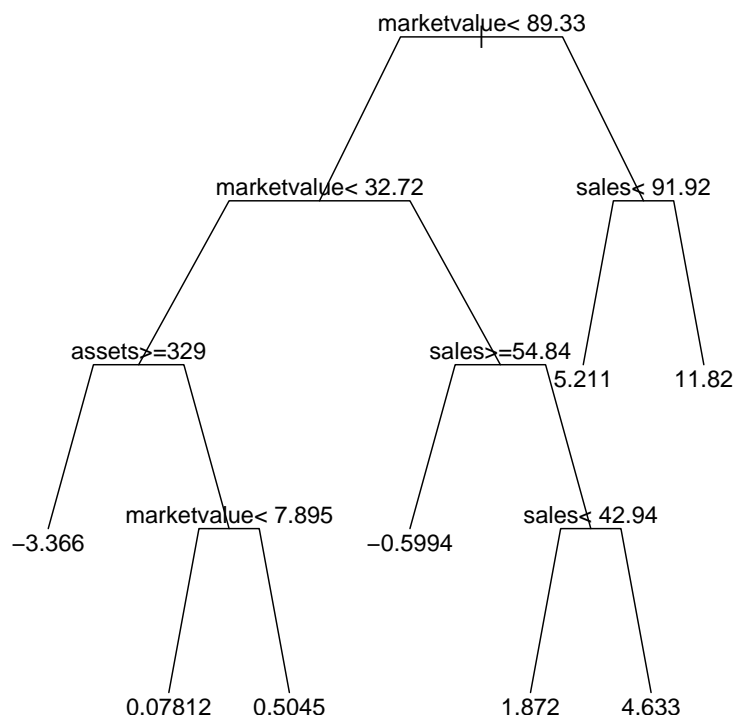 marketvalue< 89.33
marketvalue< 32.72
sales< 91.92
assets>=329
sales>=54.84
5.211
11.82
marketvalue< 7.895
sales< 42.94
−3.366
−0.5994
0.07812
0.5045
1.872
4.633